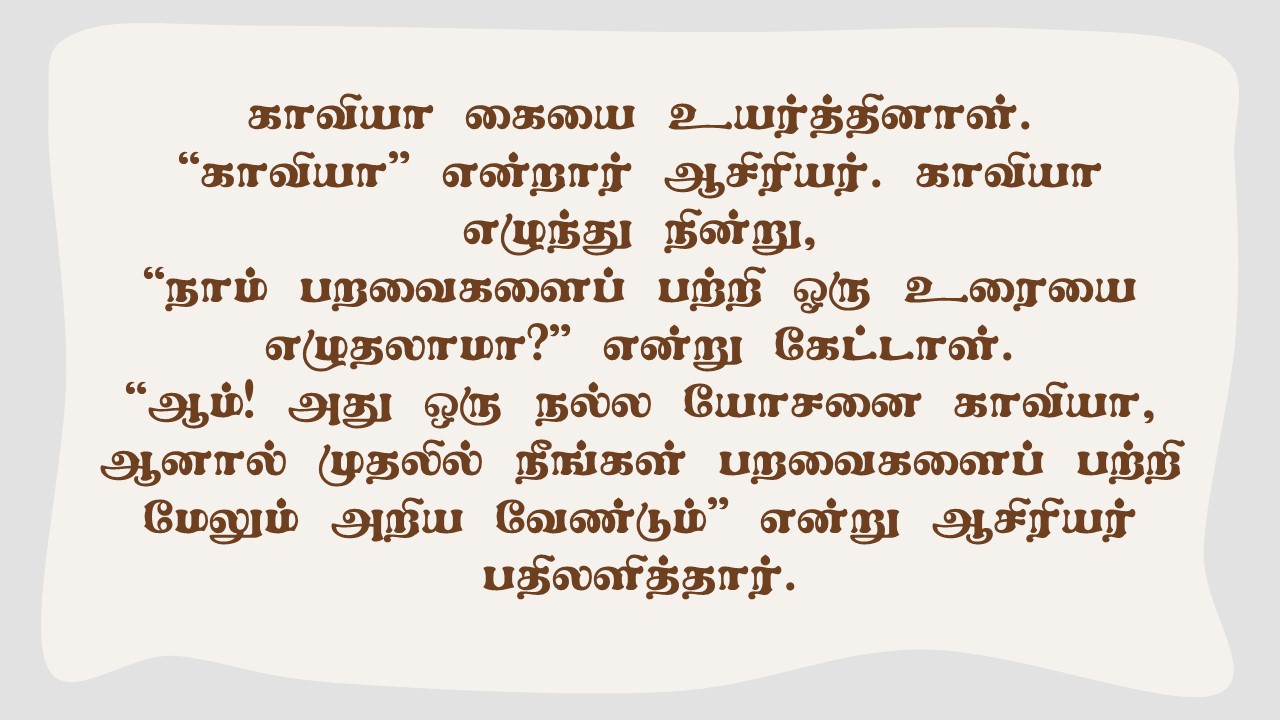 காவியா கையை உயர்த்தினாள்.
“காவியா” என்றார் ஆசிரியர். காவியா
எழுந்து நின்று,
“நாம் பறவைகளைப் பற்றி ஒரு உரையை
எழுதலாமா?” என்று கேட்டாள்.
“ஆம்! அது ஒரு நல்ல யோசனை காவியா,
ஆனால் முதலில் நீங்கள் பறவைகளைப் பற்றி
மேலும் அறிய வேண்டும்” என்று ஆசிரியர்
பதிலளித்தார்.